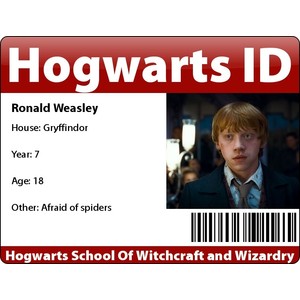 Hogwarts ID
Ronald Weasley
House: Gryffindor
Year: 7
Age: 18
Other: Afraid of spiders
Hogwarts School Of Witchcraft and Wizardry